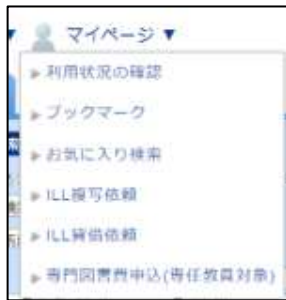 マイページ ▼
利用状況の確認
ブックマーク
お気に入り検索
ILL複写依頼
ILL貸借依頼
専門図書費申込(専任教員対象)